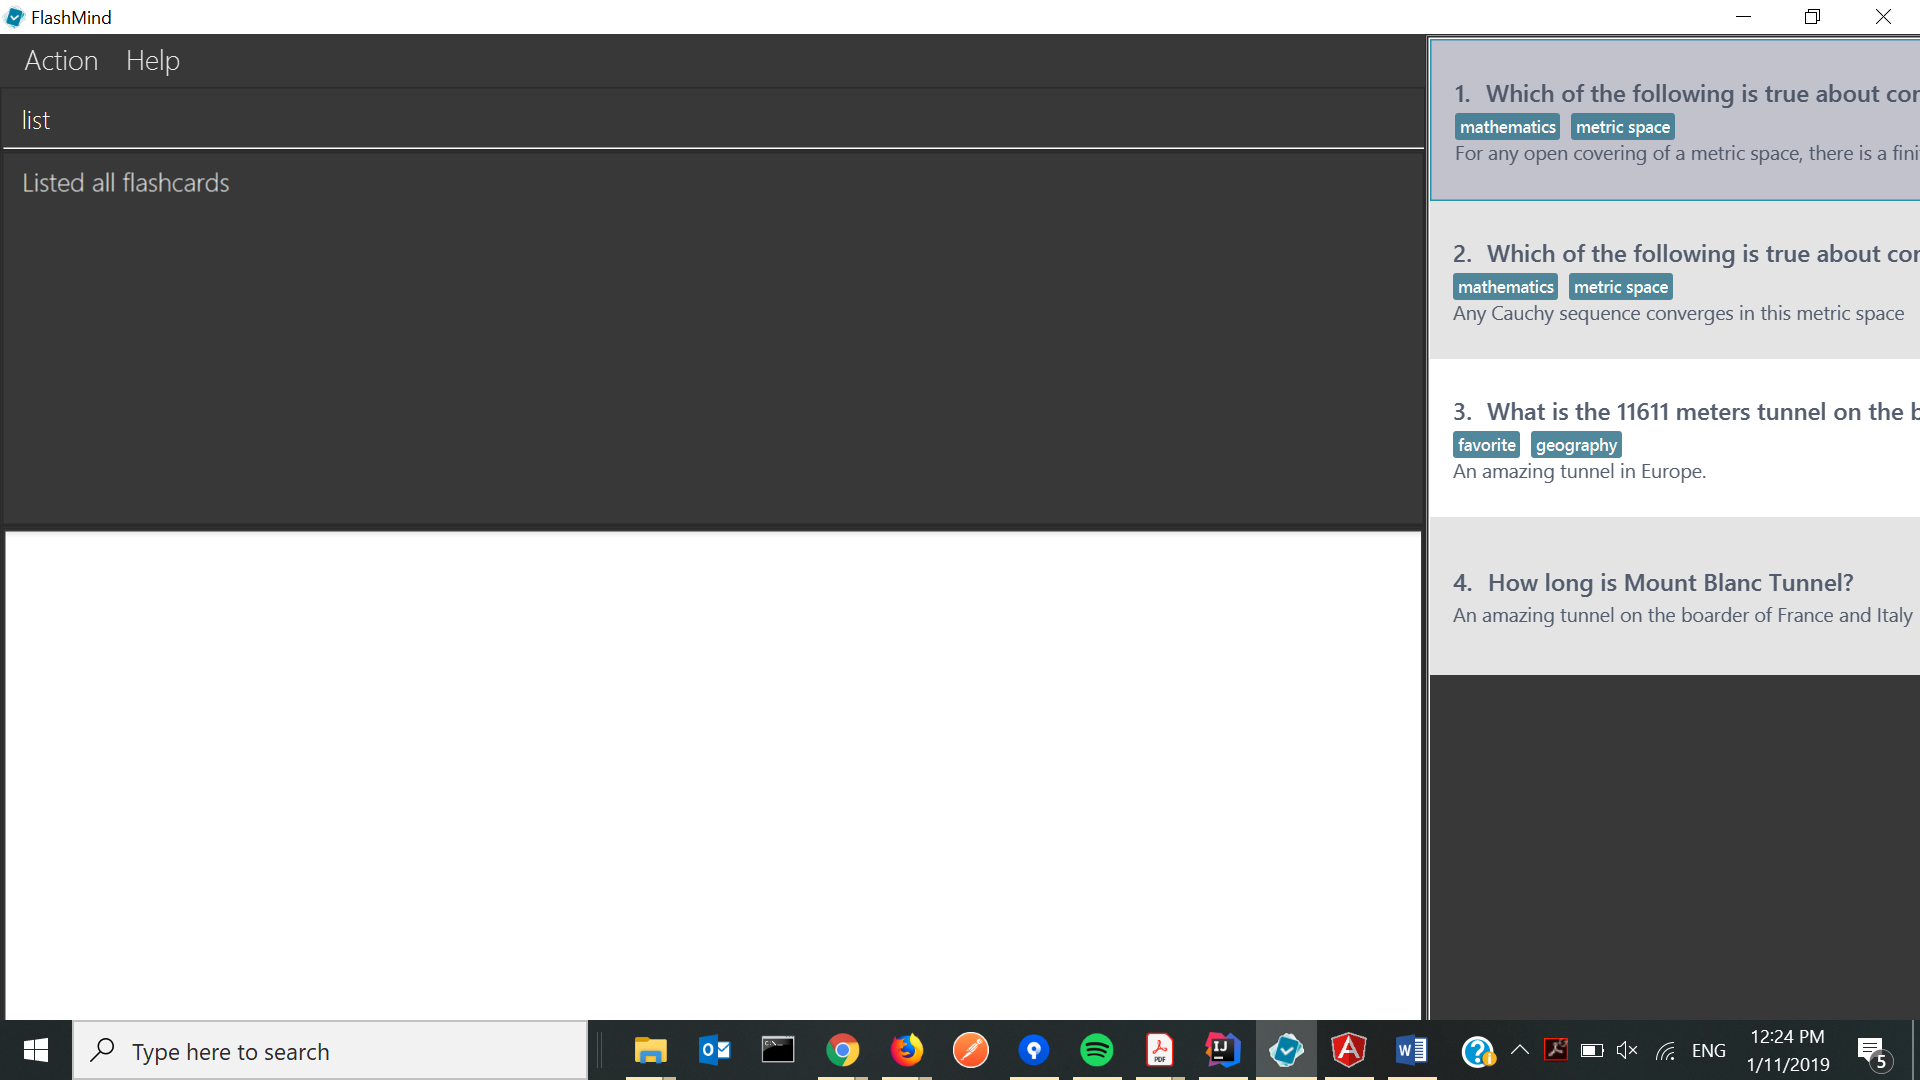 FlashMind
Action Help
list
Listed all flashcards
1. Which of the following is true about
mathematics metric space
For any open covering of a metric space, there is a
2. Which of the following is true about
mathematics metric space
Any Cauchy sequence converges in this metric space
3. What is the 11611 meters tunnel on the
favorite geography
An amazing tunnel in Europe.
4. How long is Mount Blanc Tunnel?
An amazing tunnel on the boarder of France and Italy
Type here to search
ENG
12:24 PM
1/11/2019
5